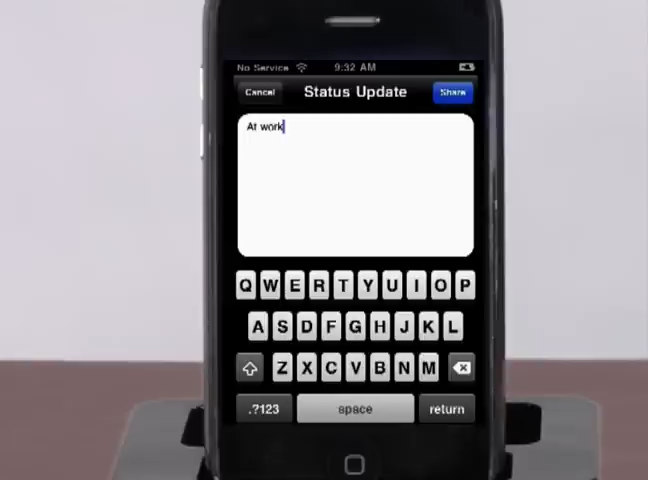 No Service 9:32 AM
Cancel Status Update Share
At work
Q W E R T Y U I O P
A S D F G H J K L
Z X C V B N M
.?123 space return